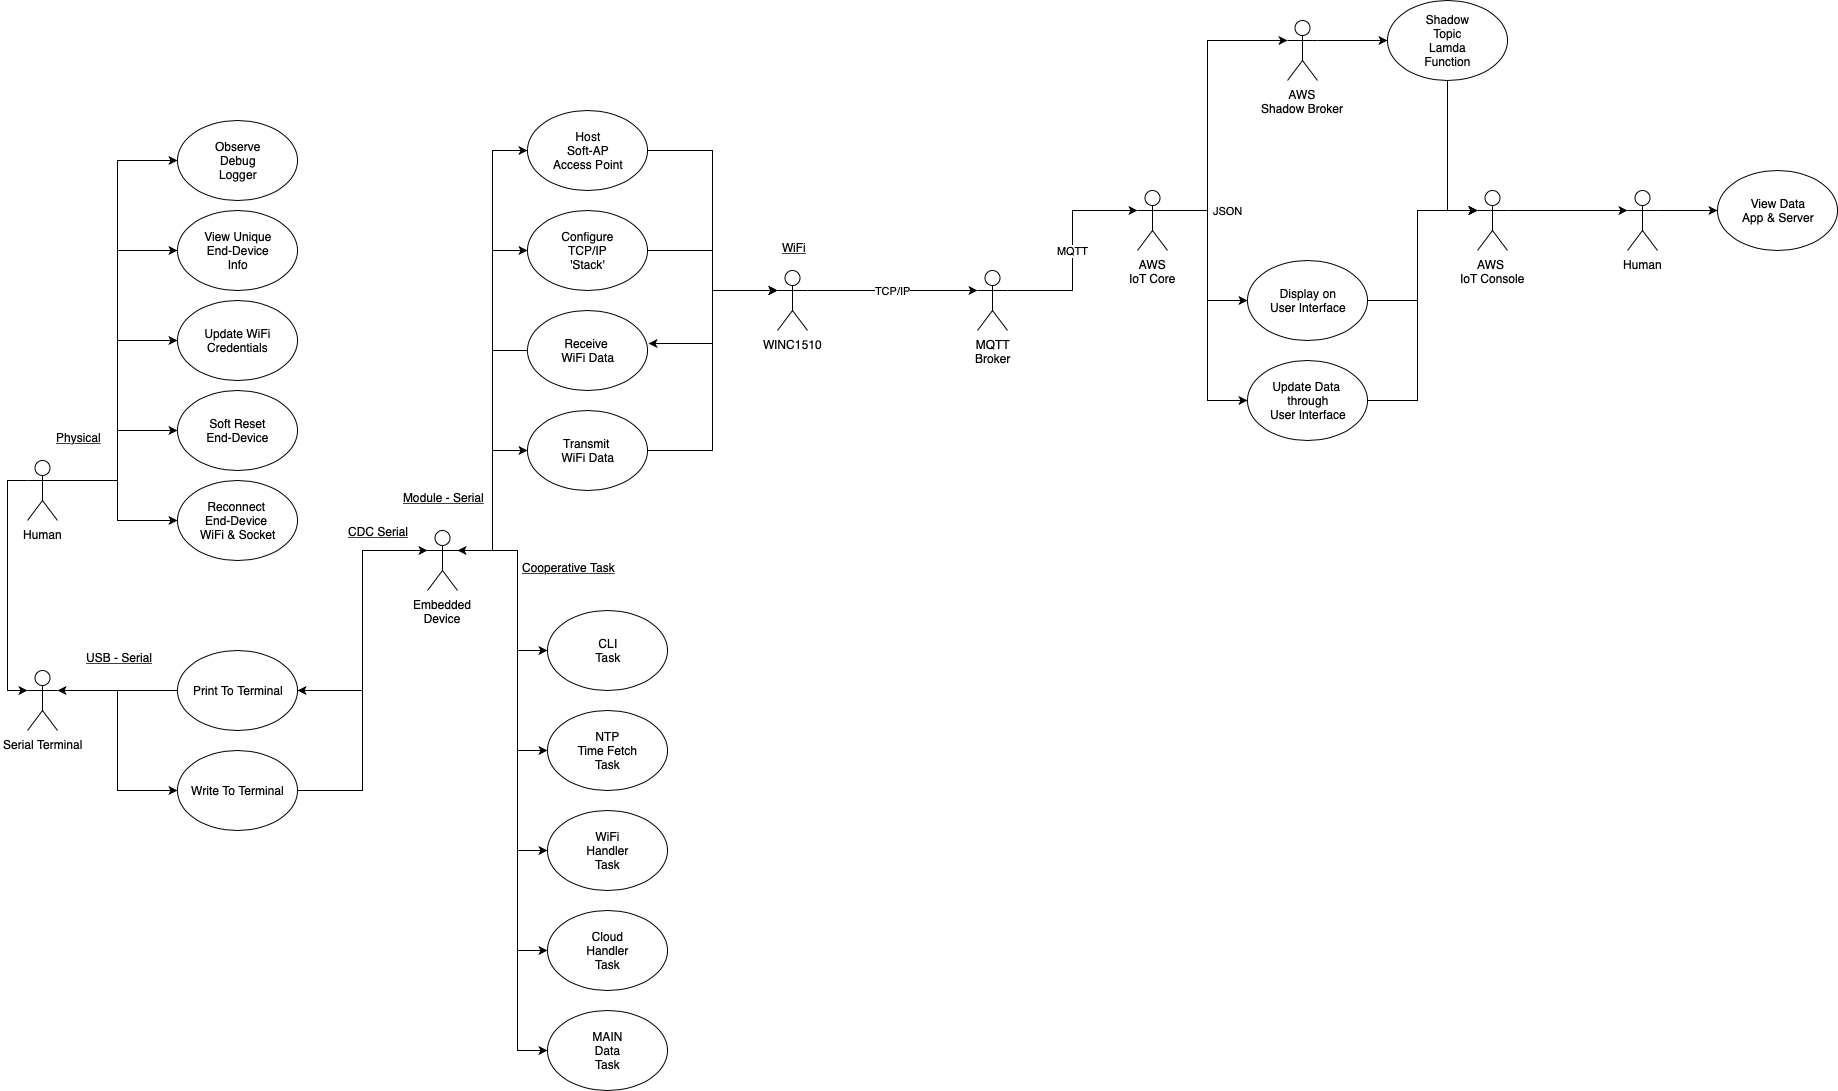 Shadow
Topic
Lamda
Function
AWS
Shadow Broker
Observe
Debug
Logger
Host
Soft-AP
Access Point
View Unique
End-Device
Info
Configure
TCP/IP
'Stack'
WiFi
MQTT
JSON
AWS
IoT Core
AWS
IoT Console
Human
View Data
App & Server
Update WiFi
Credentials
Receive
WiFi Data
WINC1510
TCP/IP
MQTT
Broker
Display on
User Interface
Update Data
through
User Interface
Physical
Soft Reset
End-Device
Transmit
WiFi Data
Human
Reconnect
End-Device
WiFi & Socket
Module - Serial
CDC Serial
Cooperative Task
Embedded
Device
USB - Serial
Print To Terminal
Serial Terminal
Write To Terminal
CLI
Task
NTP
Time Fetch
Task
WiFi
Handler
Task
Cloud
Handler
Task
MAIN
Data
Task